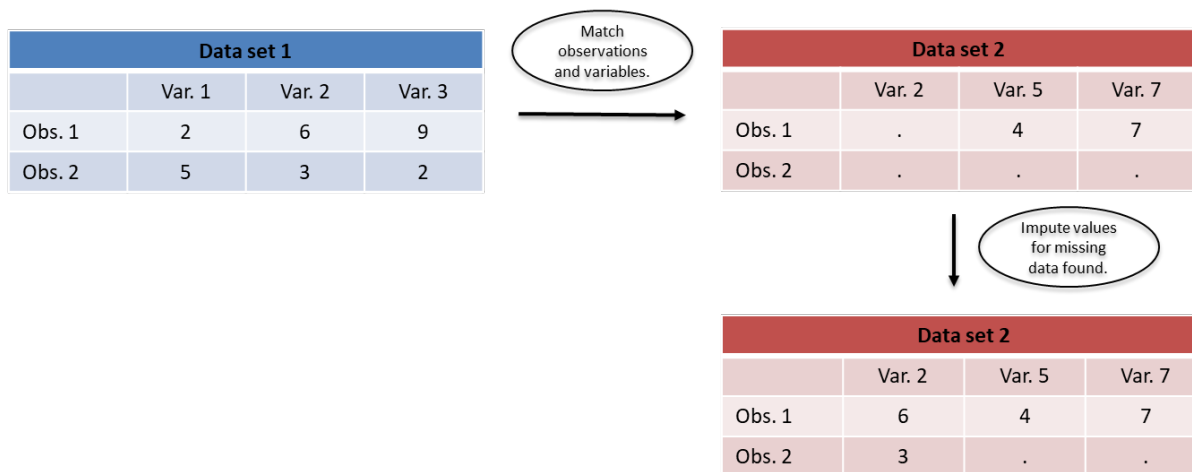 Data set 1
Var. 1 Var. 2 Var. 3
Obs. 1 2 6 9
Obs. 2 5 3 2
Match
observations
and variables.
Data set 2
Var. 2 Var. 5 Var. 7
Obs. 1 . 4 7
Obs. 2 . . .
Impute values
for missing
data found.
Data set 2
Var. 2 Var. 5 Var. 7
Obs. 1 6 4 7
Obs. 2 3 . .